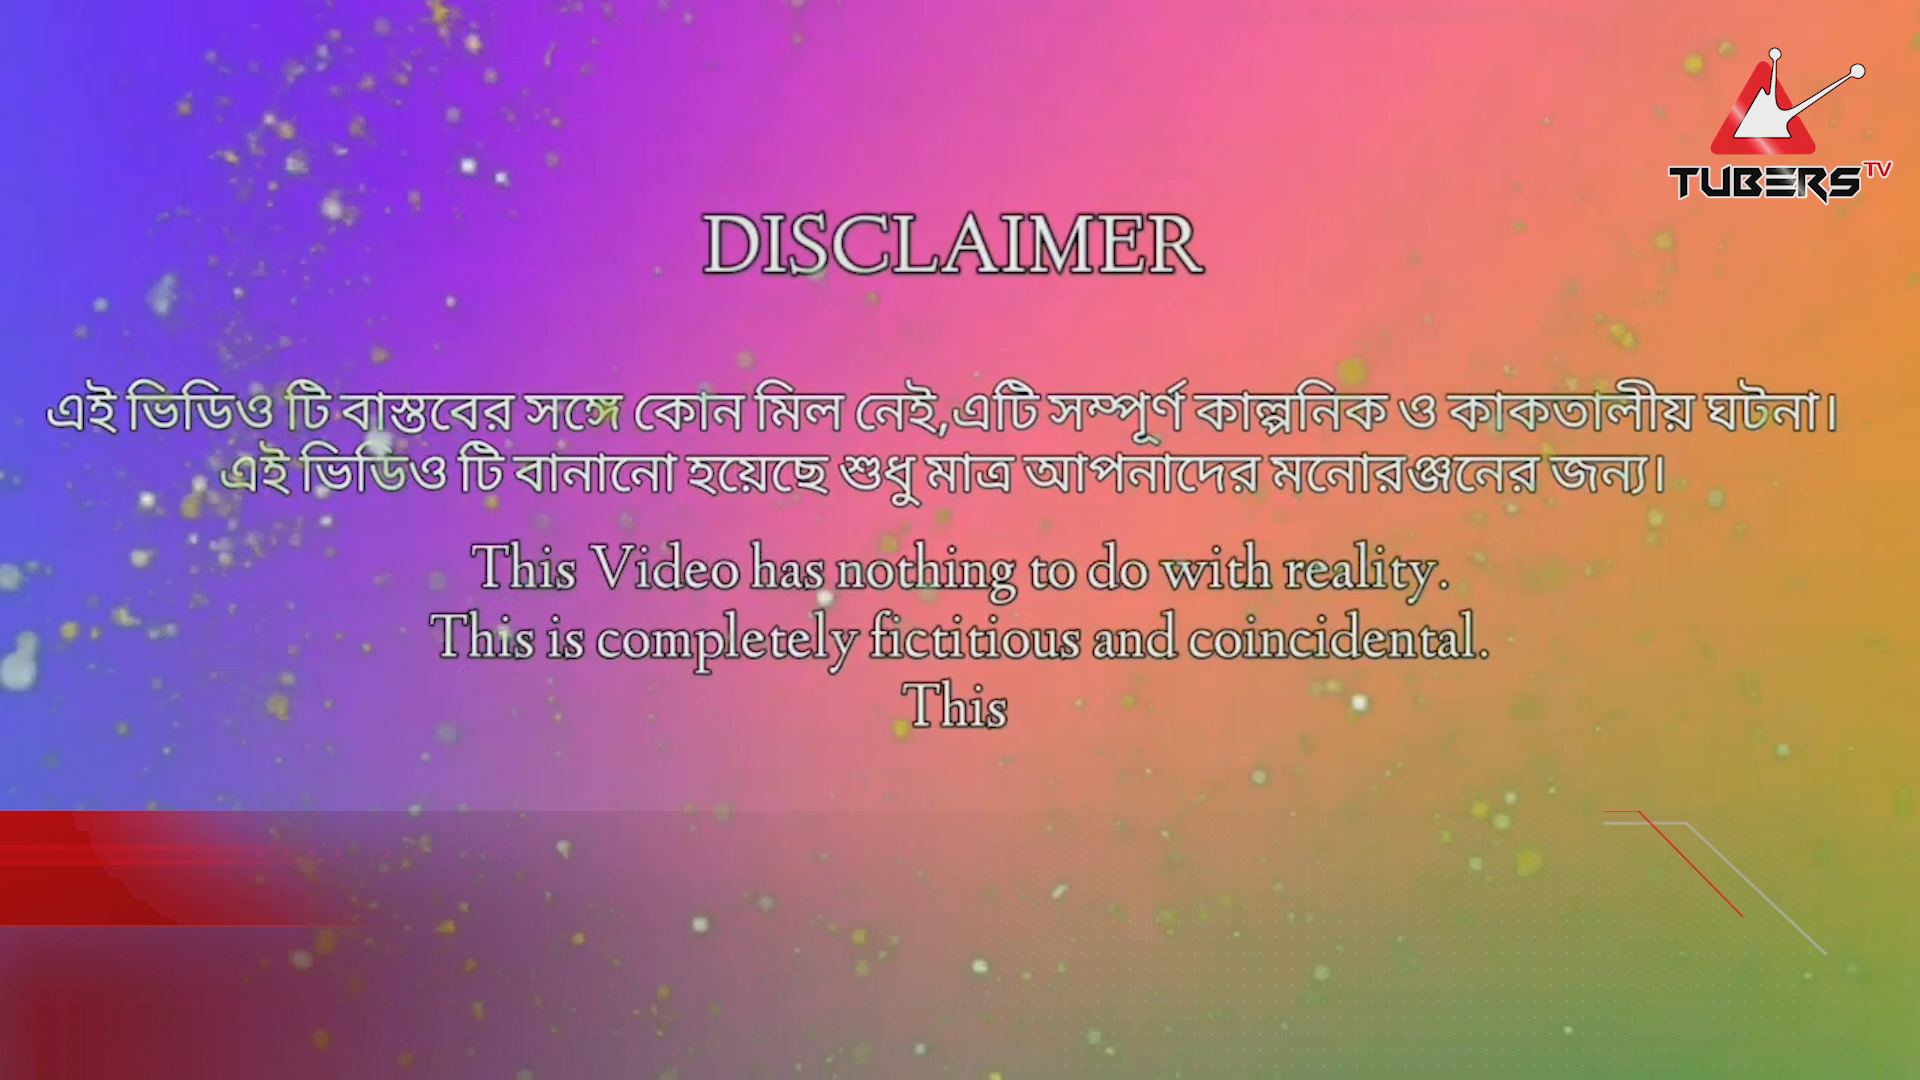 TUBERS TV
DISCLAIMER
এই ভিডিও টি বাস্তবের সঙ্গে কোন মিল নেই,এটি সম্পূর্ণ কাল্পনিক ও কাকতালীয় ঘটনা।
এই ভিডিও টি বানানো হয়েছে শুধু মাত্র আপনাদের মনোরঞ্জনের জন্য।
This Video has nothing to do with reality.
This is completely fictitious and coincidental.
This